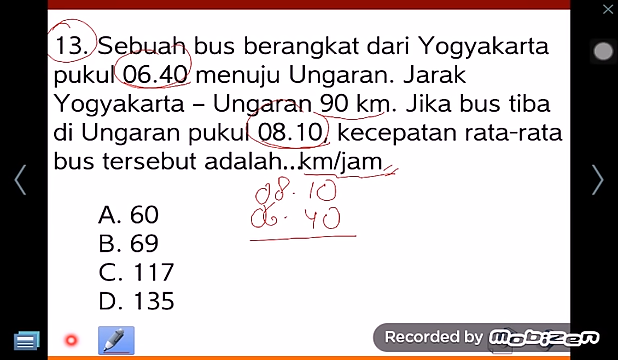 13. Sebuah bus berangkat dari Yogyakarta
pukul 06.40 menuju Ungaran. Jarak
Yogyakarta – Ungaran 90 km. Jika bus tiba
di Ungaran pukul 08.10, kecepatan rata-rata
bus tersebut adalah...km/jam
08.10
06.40
A. 60
B. 69
C. 117
D. 135
Recorded by mobizen